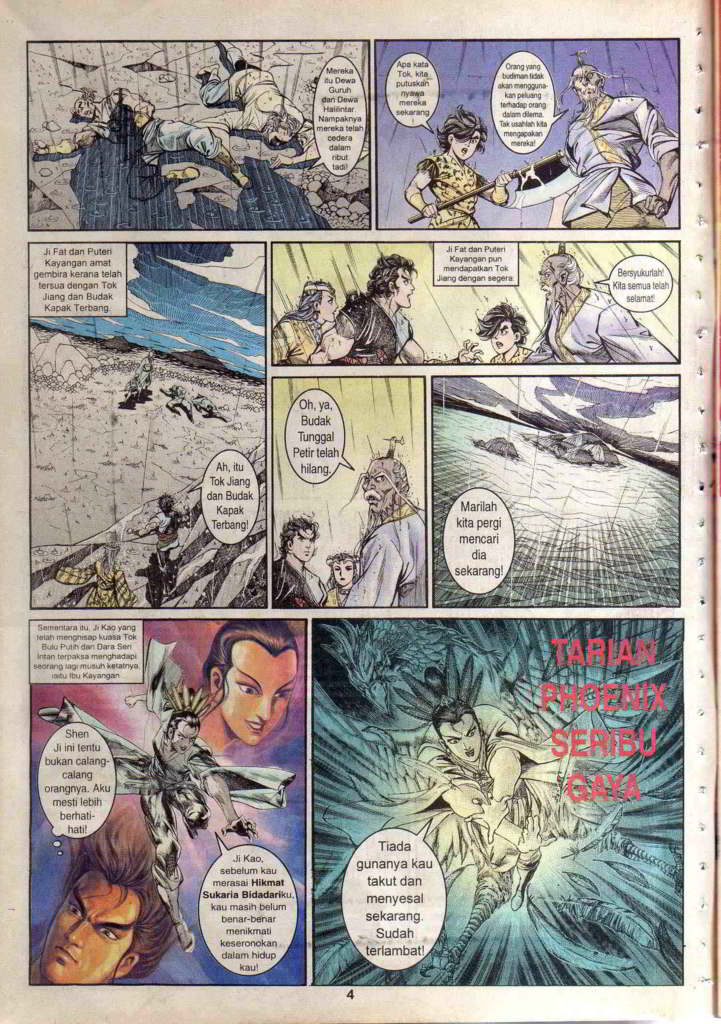 Mereka
itu Dewa
Guruh
dan Dewa
Halilintar.
Nampaknya
mereka telah
cedera
dalam
ribut
tadi!
Apa kata
Tok, kita
putuskan
nyawa
mereka
sekarang
!
Orang yang
budiman tidak
akan mengguna-
kan peluang
terhadap orang
dalam dilema.
Tak usahlah kita
mengapakan
mereka!
Ji Fat dan Puteri
Kayangan amat
gembira kerana telah
tersua dengan Tok
Jiang dan Budak
Kapak Terbang.
Ah, itu
Tok Jiang
dan Budak
Kapak
Terbang!
Ji Fat dan Puteri
Kayangan pun
mendapatkan Tok
Jiang dengan segera.
Bersyukurlah!
Kita semua telah
selamat!
Oh, ya,
Budak
Tunggal
Petir telah
hilang.
Marilah
kita pergi
mencari
dia
sekarang!
Sementara itu, Ji Kao yang
telah menghisap kuasa Tok
Bulu Putih dan Dara Seri
Intan terpaksa menghadapi
seorang lagi musuh ketatnya,
iaitu Ibu Kayangan.
Shen
Ji ini tentu
bukan calang-
calang
orangnya. Aku
mesti lebih
berhati-
hati!
Ji Kao,
sebelum kau
merasai Hikmat
Sukaria Bidadariku,
kau masih belum
benar-benar
menikmati
keseronokan
dalam hidup
kau!
TARIAN
PHOENIX
SERIBU
GAYA
Tiada
gunanya kau
takut dan
menyesal
sekarang.
Sudah
terlambat!
4